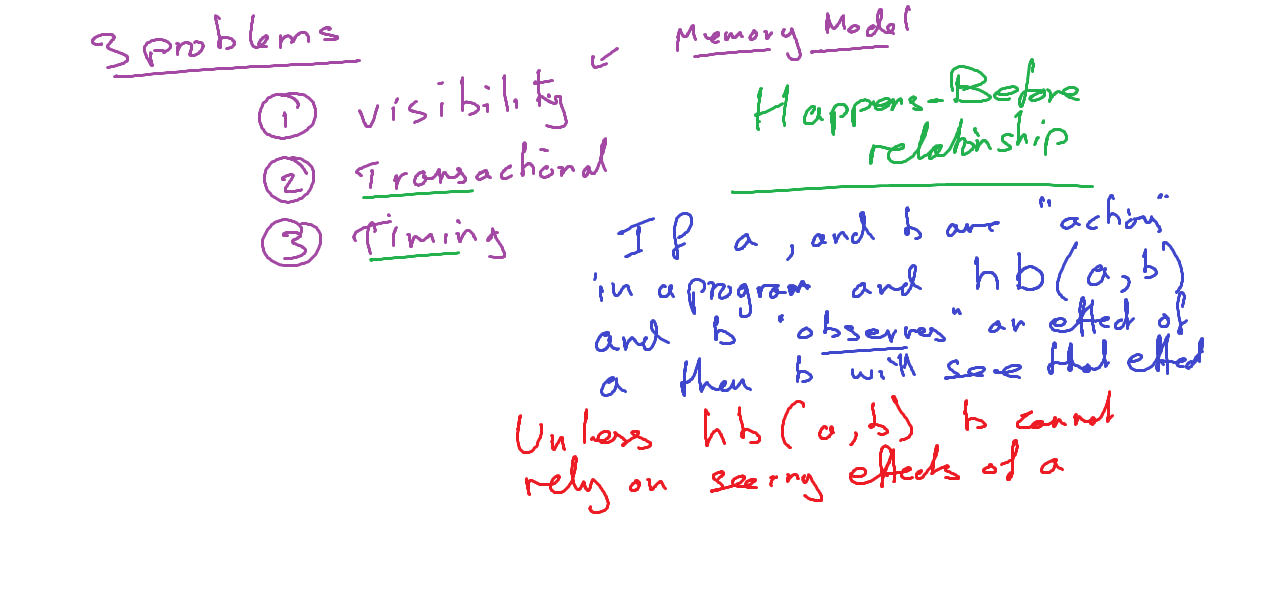 3 problems
Memory Model
① Visibility
② Transactional
③ Timing
Happens-Before
relationship
If a, and b are "actions"
in a program and hb(a,b)
and b "observes" an effect of
a then b will see that effect
Unless hb(a,b) b cannot
rely on seeing effects of a